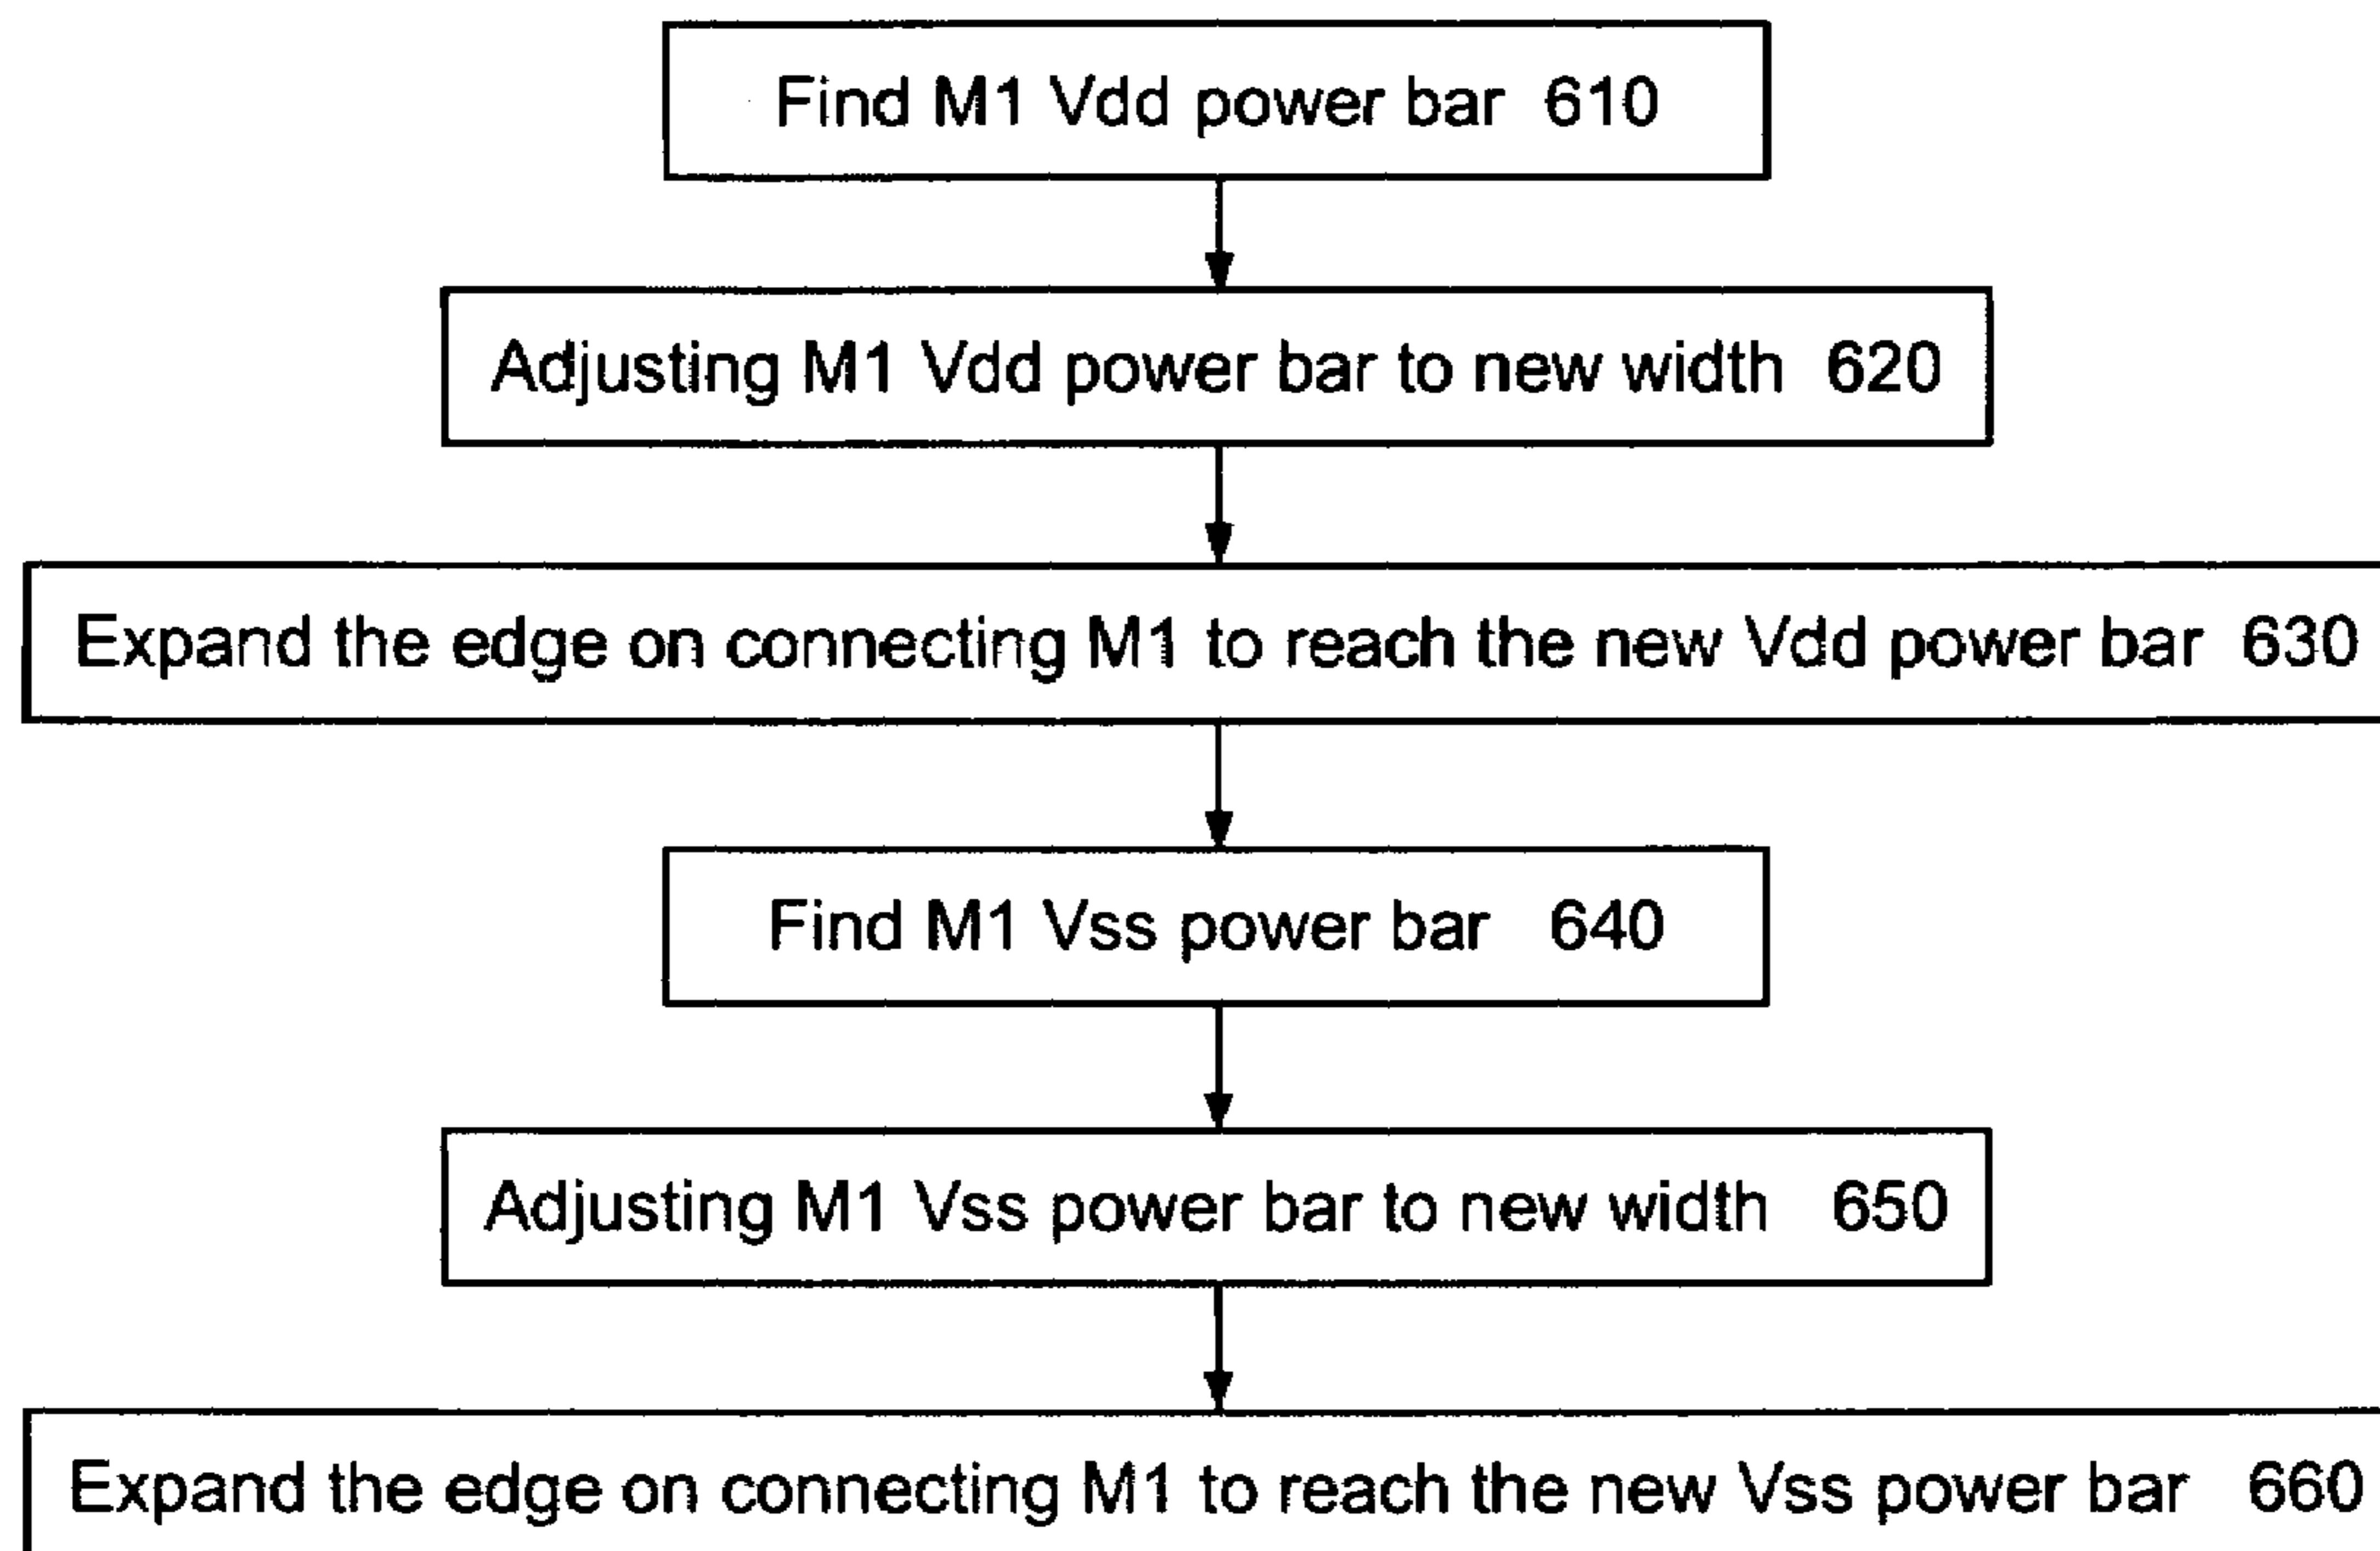 Find M1 Vdd power bar 610
Adjusting M1 Vdd power bar to new width 620
Expand the edge on connecting M1 to reach the new Vdd power bar 630
Find M1 Vss power bar 640
Adjusting M1 Vss power bar to new width 650
Expand the edge on connecting M1 to reach the new Vss power bar 660